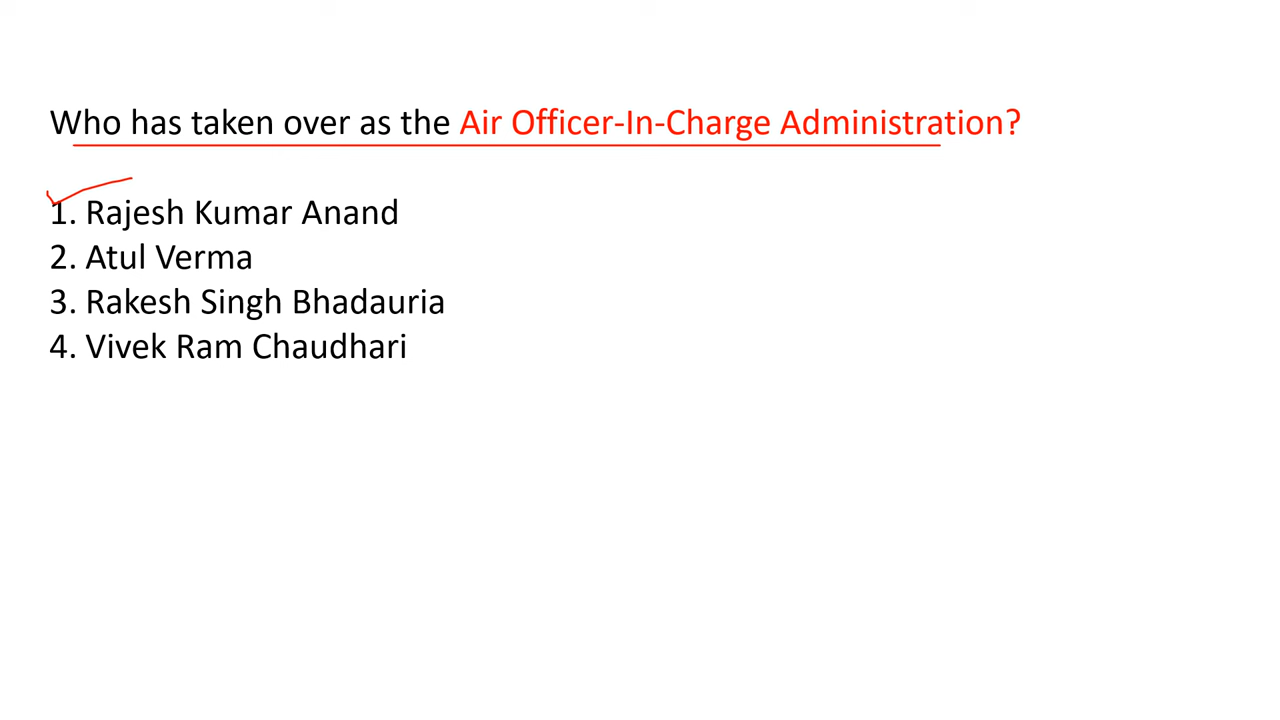 Who has taken over as the Air Officer-In-Charge Administration?
1. Rajesh Kumar Anand
2. Atul Verma
3. Rakesh Singh Bhadauria
4. Vivek Ram Chaudhari